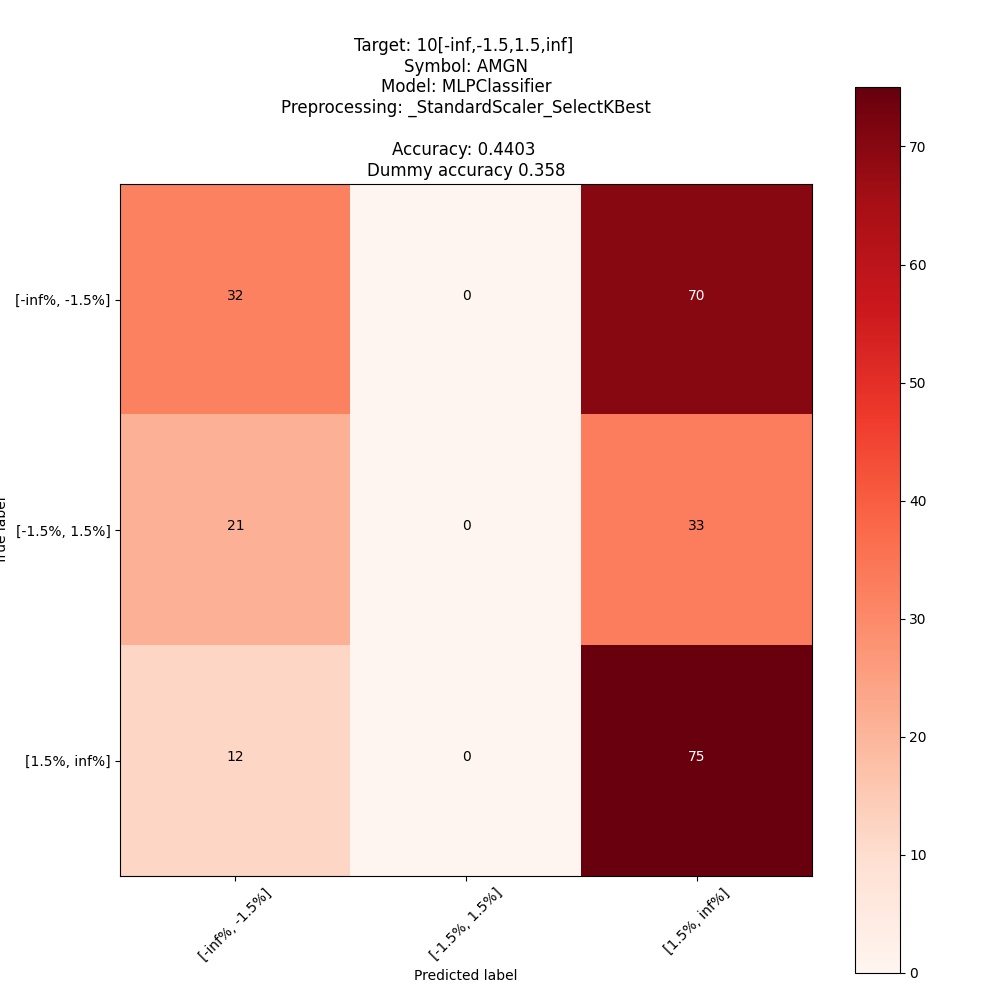 Target: 10[-inf,-1.5,1.5,inf]
Symbol: AMGN
Model: MLPClassifier
Preprocessing: _StandardScaler_SelectKBest
Accuracy: 0.4403
Dummy accuracy 0.358
[-inf%, -1.5%] 32 0 70
[-1.5%, 1.5%] 21 0 33
[1.5%, inf%] 12 0 75
[-inf%, -1.5%] [-1.5%, 1.5%] [1.5%, inf%]
Predicted label
70
60
50
40
30
20
10
0